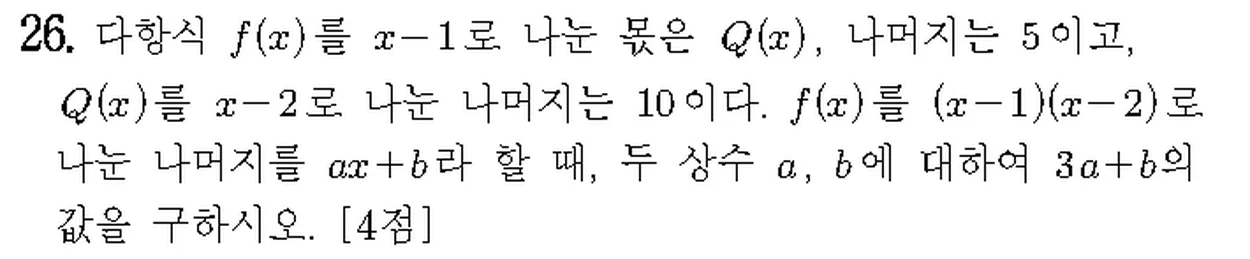 26. 다항식 f(x)를 x-1로 나눈 몫은 Q(x), 나머지는 5이고,
Q(x)를 x-2로 나눈 나머지는 10이다. f(x)를 (x-1)(x-2)로
나눈 나머지를 ax+b라 할 때, 두 상수 a, b에 대하여 3a+b의
값을 구하시오. [4점]